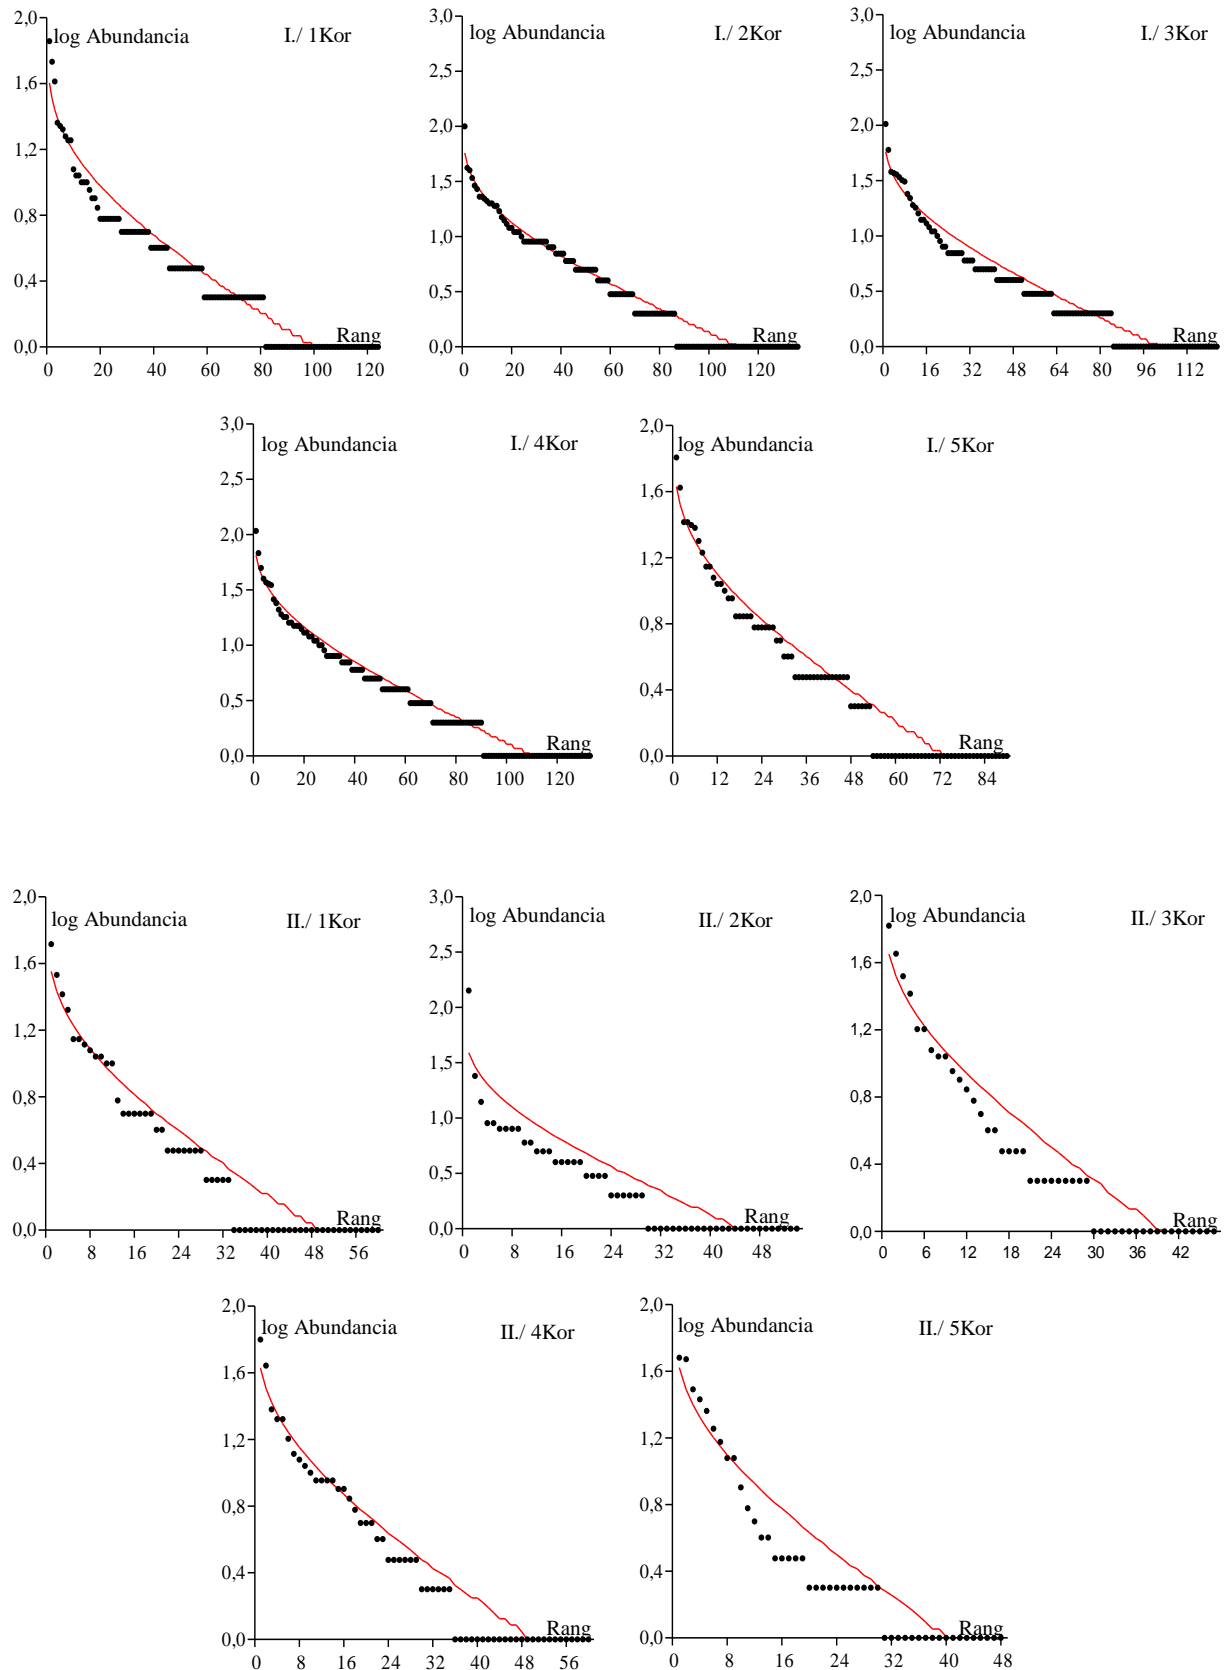 log Abundancia I./ 1Kor
2,0
1,6
1,2
0,8
0,4
0,0
Rang
0 20 40 60 80 100 120
log Abundancia I./ 2Kor
3,0
2,5
2,0
1,5
1,0
0,5
0,0
Rang
0 20 40 60 80 100 120
log Abundancia I./ 3Kor
3,0
2,5
2,0
1,5
1,0
0,5
0,0
Rang
0 16 32 48 64 80 96 112
log Abundancia I./ 4Kor
3,0
2,5
2,0
1,5
1,0
0,5
0,0
Rang
0 20 40 60 80 100 120
log Abundancia I./ 5Kor
2,0
1,6
1,2
0,8
0,4
0,0
Rang
0 12 24 36 48 60 72 84
log Abundancia II./ 1Kor
2,0
1,6
1,2
0,8
0,4
0,0
Rang
0 8 16 24 32 40 48 56
log Abundancia II./ 2Kor
3,0
2,5
2,0
1,5
1,0
0,5
0,0
Rang
0 8 16 24 32 40 48
log Abundancia II./ 3Kor
2,0
1,6
1,2
0,8
0,4
0,0
Rang
0 6 12 18 24 30 36 42
log Abundancia II./ 4Kor
2,0
1,6
1,2
0,8
0,4
0,0
Rang
0 8 16 24 32 40 48 56
log Abundancia II./ 5Kor
2,0
1,6
1,2
0,8
0,4
0,0
Rang
0 8 16 24 32 40 48